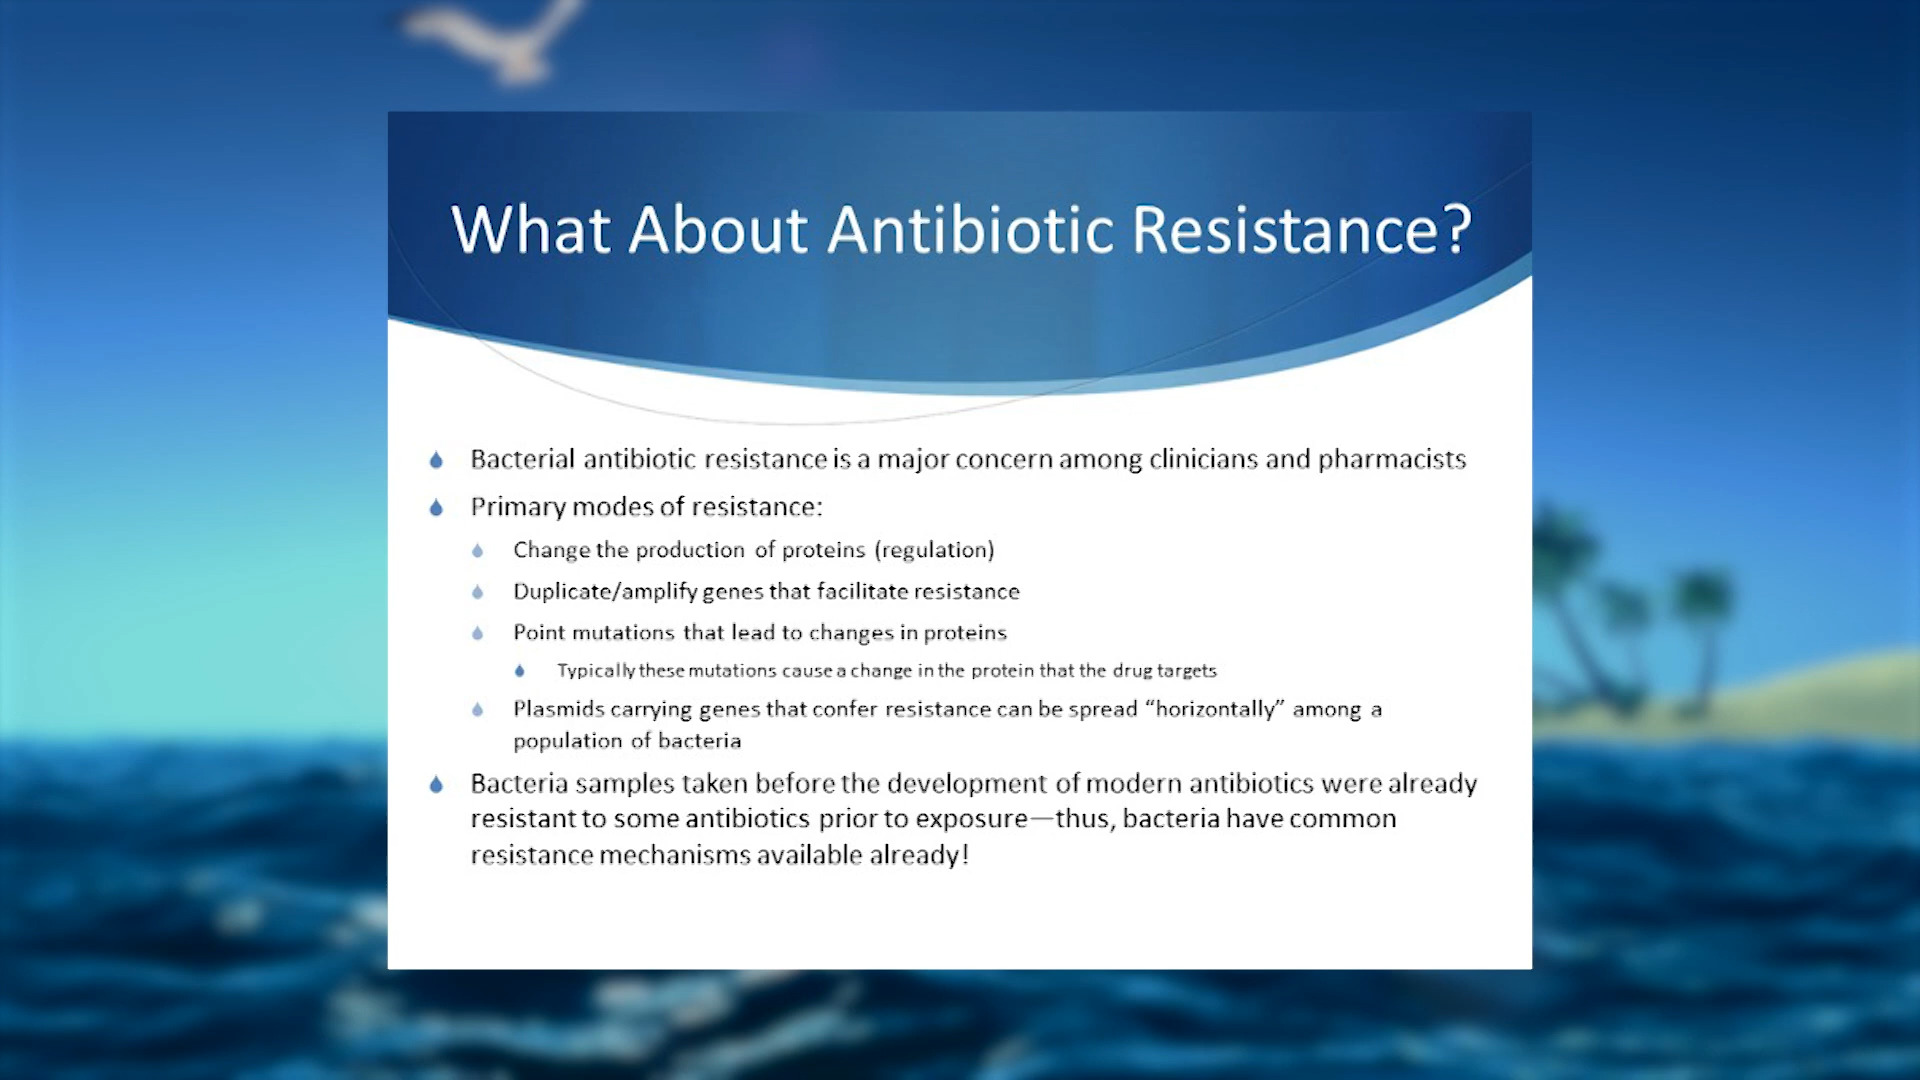 What About Antibiotic Resistance?
Bacterial antibiotic resistance is a major concern among clinicians and pharmacists
Primary modes of resistance:
Change the production of proteins (regulation)
Duplicate/amplify genes that facilitate resistance
Point mutations that lead to changes in proteins
Typically these mutations cause a change in the protein that the drug targets
Plasmids carrying genes that confer resistance can be spread “horizontally” among a
population of bacteria
Bacteria samples taken before the development of modern antibiotics were already
resistant to some antibiotics prior to exposure—thus, bacteria have common
resistance mechanisms available already!